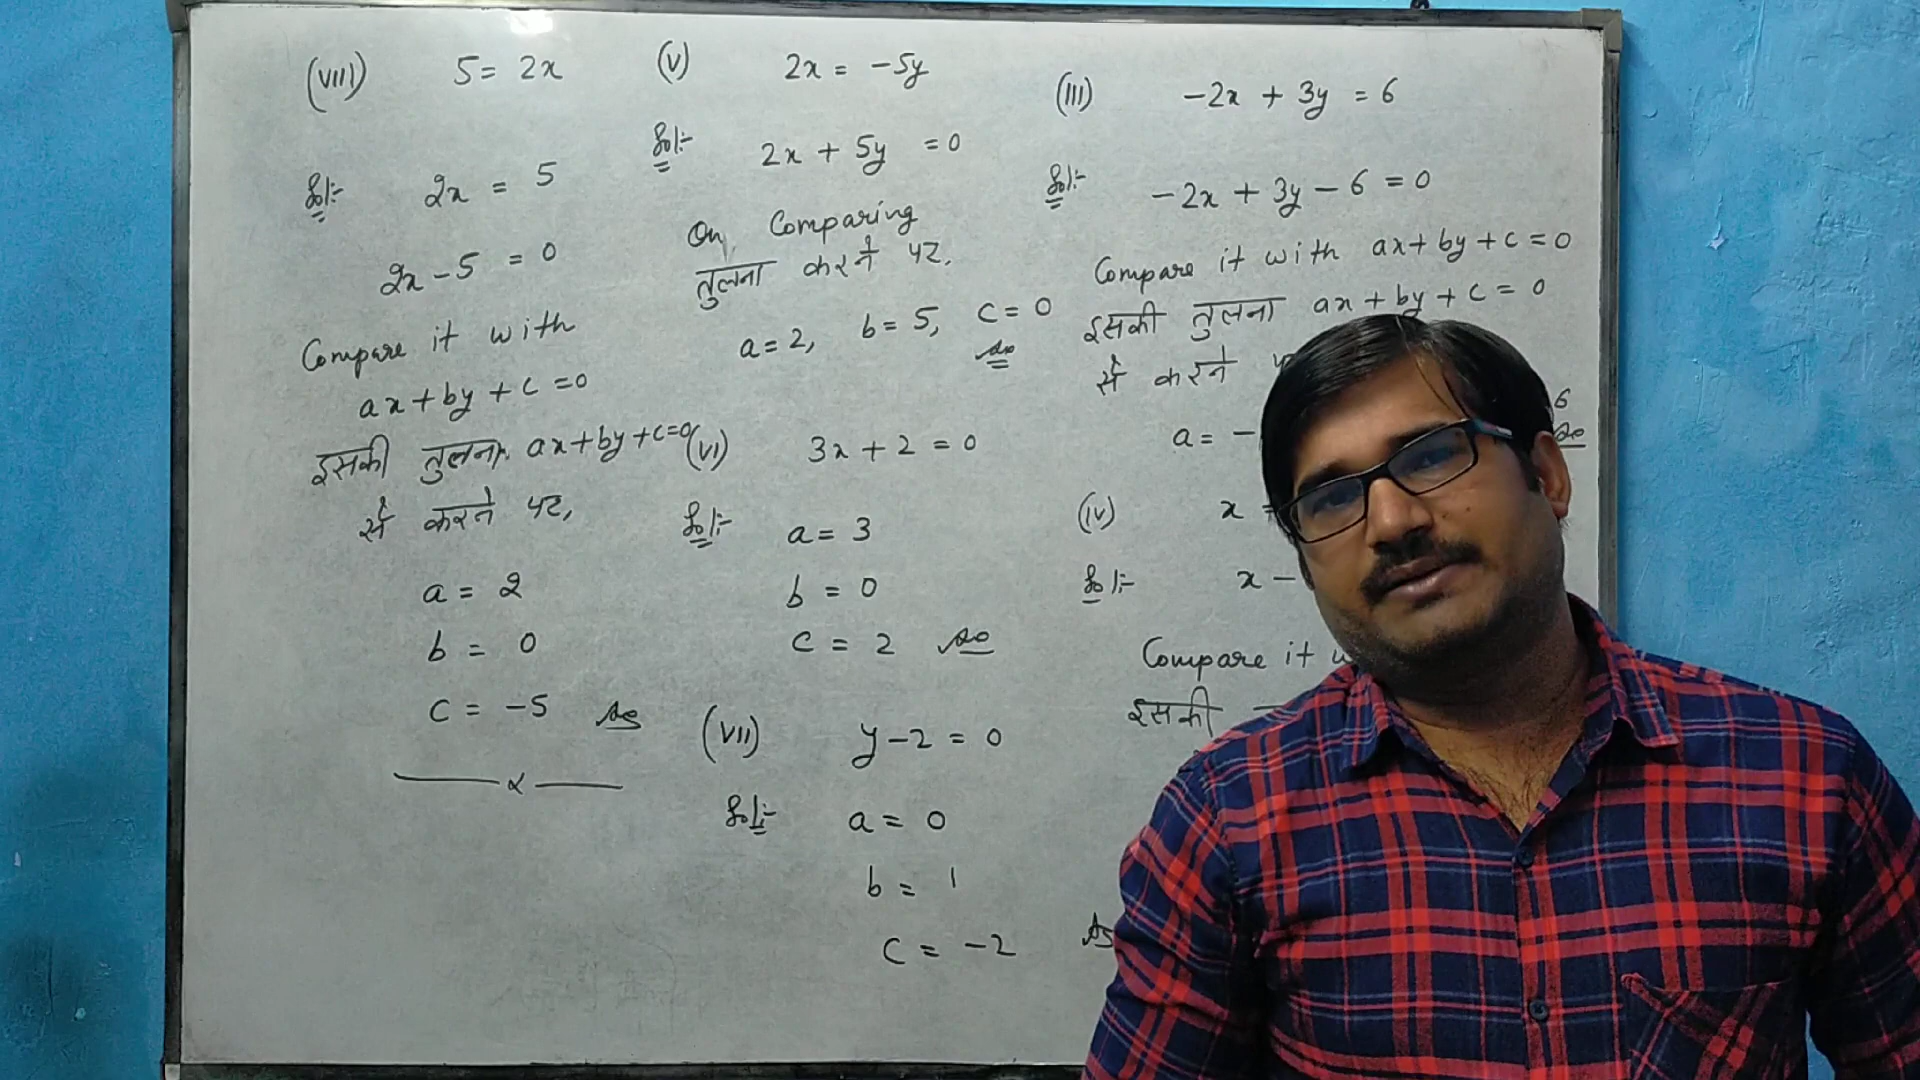 (VIII) 5 = 2x
Sol:-
2x = 5
2x - 5 = 0
Compare it with
ax + by + c = 0
इसकी तुलना ax + by + c = 0
से करने पर,
a = 2
b = 0
c = -5 Ans
(V) 2x = -5y
Sol:-
2x + 5y = 0
On Comparing
तुलना करने पर,
a = 2, b = 5, c = 0
Ans
(VI) 3x + 2 = 0
Sol:- a = 3
b = 0
c = 2 Ans
(VII) y - 2 = 0
Sol:- a = 0
b = 1
c = -2 Ans
(III) -2x + 3y = 6
Sol:- -2x + 3y - 6 = 0
Compare it with ax + by + c = 0
इसकी तुलना ax + by + c = 0
से करने
a = - 6
Ans
(IV) x =
Sol:- x -
Compare it
इसकी